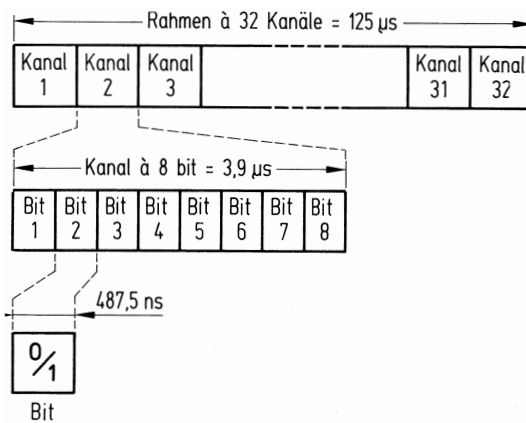 Rahmen à 32 Kanäle = 125 µs
Kanal 1 Kanal 2 Kanal 3 Kanal 31 Kanal 32
Kanal à 8 bit = 3,9 µs
Bit 1 Bit 2 Bit 3 Bit 4 Bit 5 Bit 6 Bit 7 Bit 8
487,5 ns
0/1
Bit